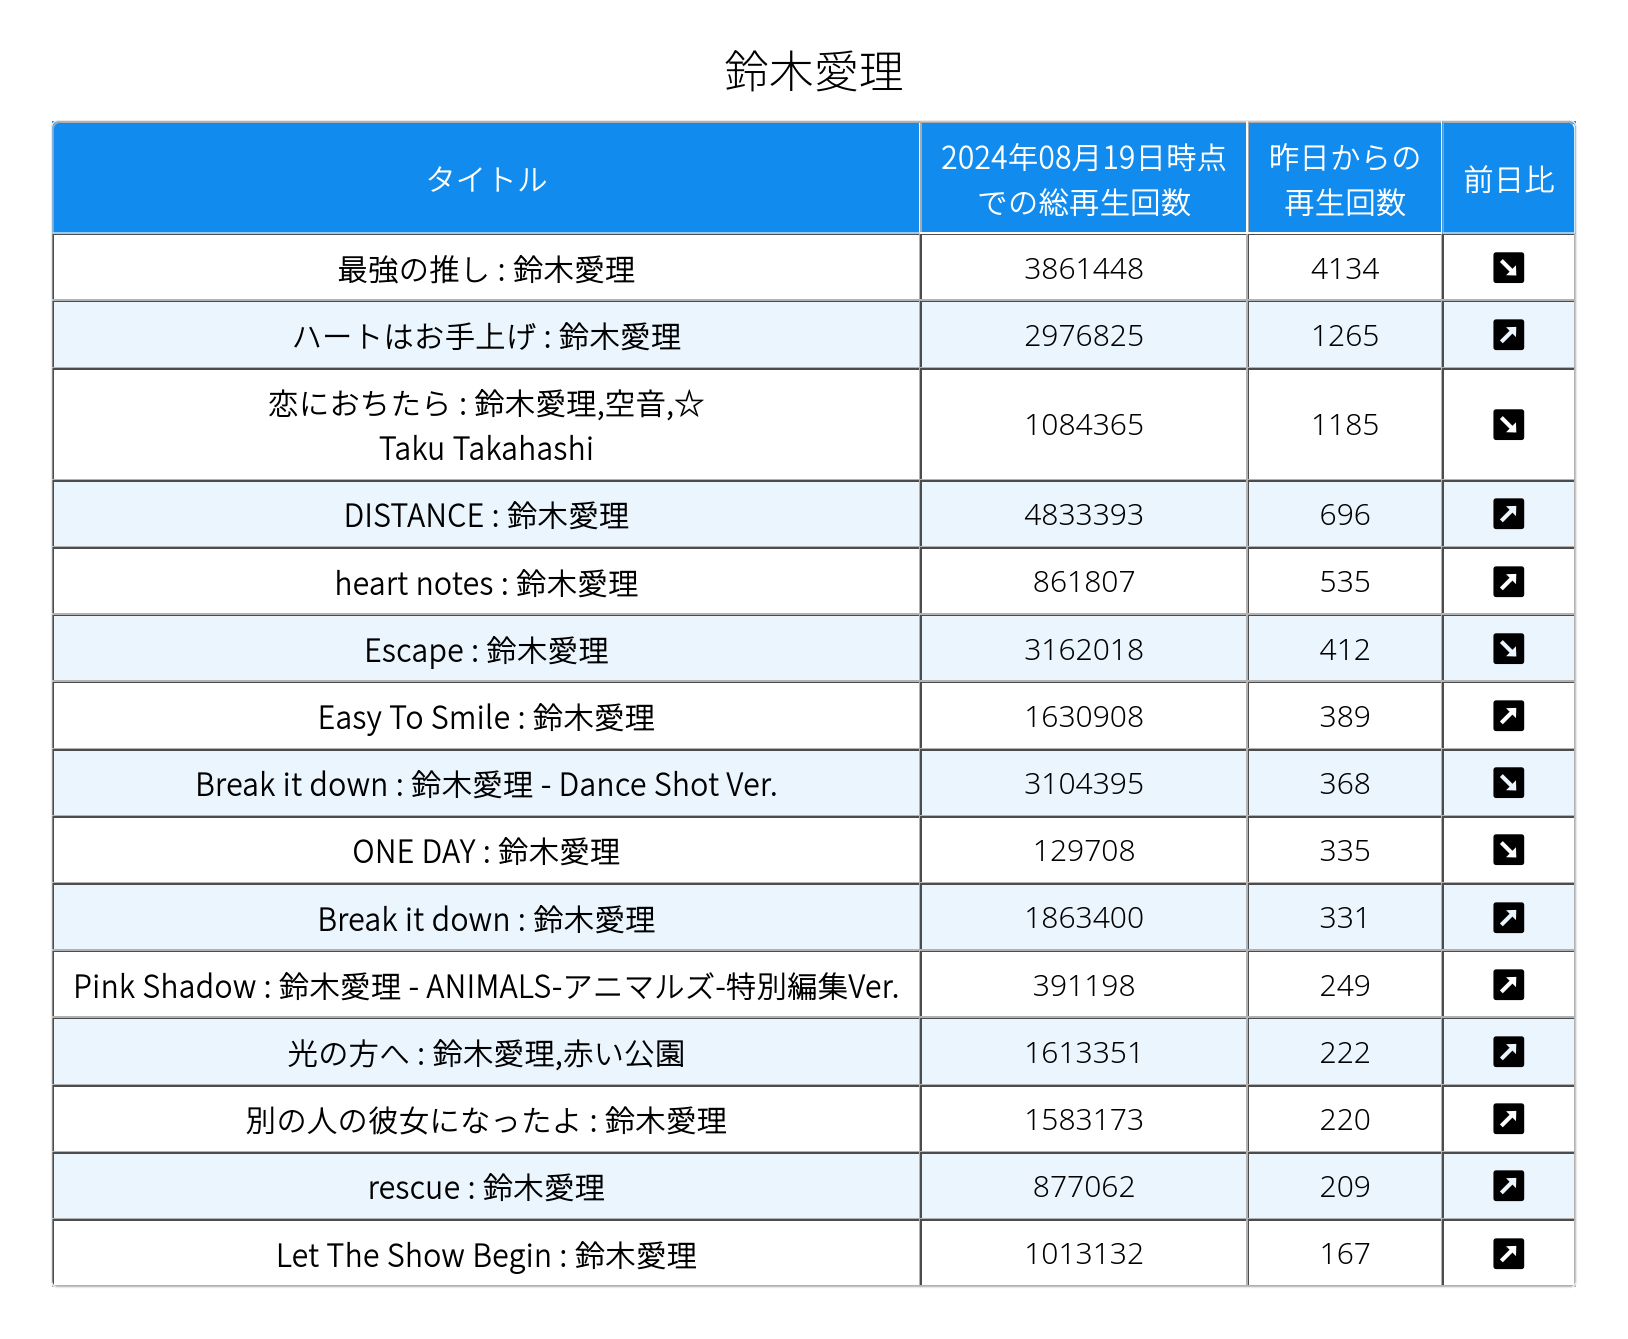 鈴木愛理
タイトル
2024年08月19日時点
での総再生回数
昨日からの
再生回数
前日比
最強の推し : 鈴木愛理 3861448 4134
ハートはお手上げ : 鈴木愛理 2976825 1265
恋におちたら : 鈴木愛理,空音,☆
Taku Takahashi
1084365 1185
DISTANCE : 鈴木愛理 4833393 696
heart notes : 鈴木愛理 861807 535
Escape : 鈴木愛理 3162018 412
Easy To Smile : 鈴木愛理 1630908 389
Break it down : 鈴木愛理 - Dance Shot Ver. 3104395 368
ONE DAY : 鈴木愛理 129708 335
Break it down : 鈴木愛理 1863400 331
Pink Shadow : 鈴木愛理 - ANIMALS-アニマルズ-特別編集Ver. 391198 249
光の方へ : 鈴木愛理,赤い公園 1613351 222
別の人の彼女になったよ : 鈴木愛理 1583173 220
rescue : 鈴木愛理 877062 209
Let The Show Begin : 鈴木愛理 1013132 167